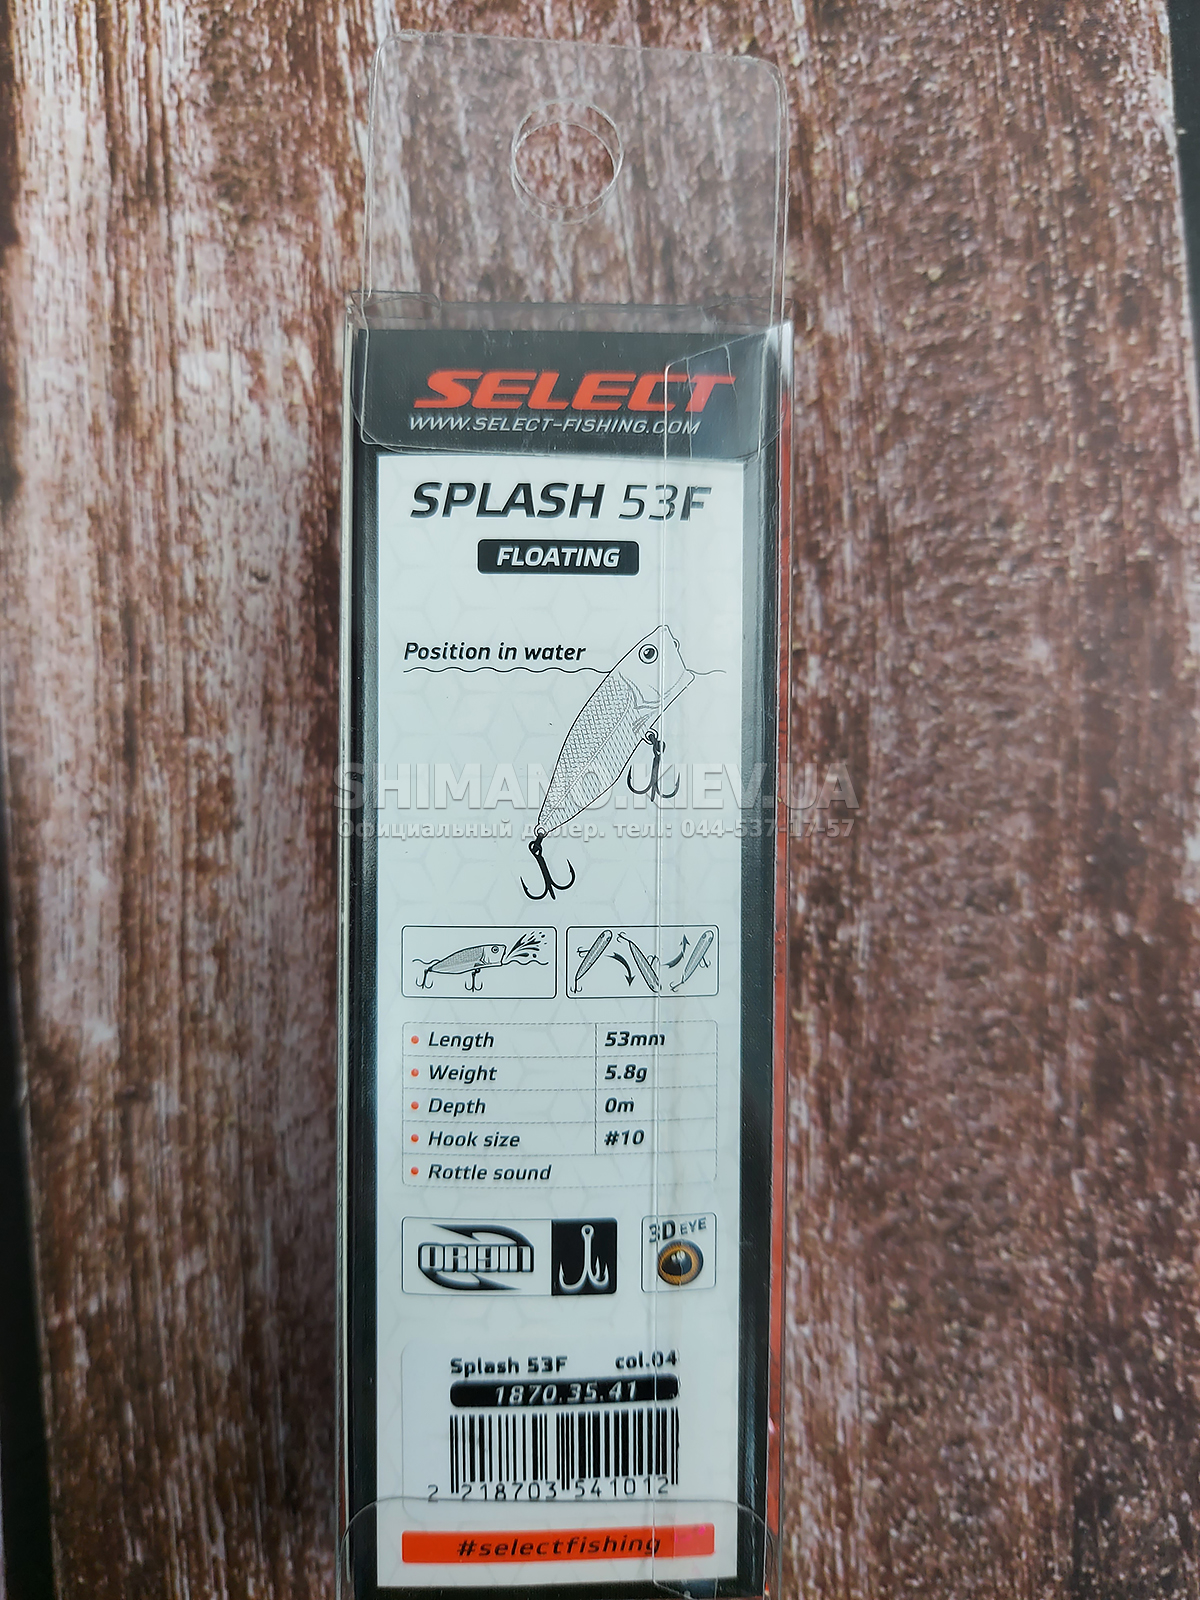 SELECT
WWW.SELECT-FISHING.COM
SPLASH 53F
FLOATING
Position in water
SHIMANO.KIEV.UA
Официальный дилер. тел.: 044-537-17-57
Length 53mm
Weight 5.8g
Depth 0m
Hook size #10
Rottle sound
ORIGIN
3D EYE
Splash 53F col.04
1870.35.41
2 218703 541012
#selectfishing